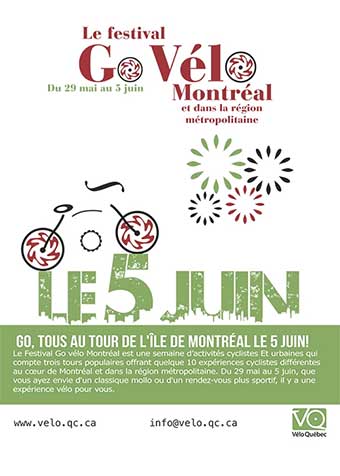 Le festival
Go Vélo
Du 29 mai au 5 juin
Montréal
et dans la région
métropolitaine
LE 5 JUIN
GO, TOUS AU TOUR DE L'ÎLE DE MONTRÉAL LE 5 JUIN!
Le Festival Go vélo Montréal est une semaine d'activités cyclistes Et urbaines qui
compte trois tours populaires offrant quelque 10 expériences cyclistes différentes
au cœur de Montréal et dans la région métropolitaine. Du 29 mai au 5 juin, que
vous ayez envie d'un classique mollo ou d'un rendez-vous plus sportif, il y a une
expérience vélo pour vous.
www.velo.qc.ca
info@velo.qc.ca
VQ
Vélo Québec